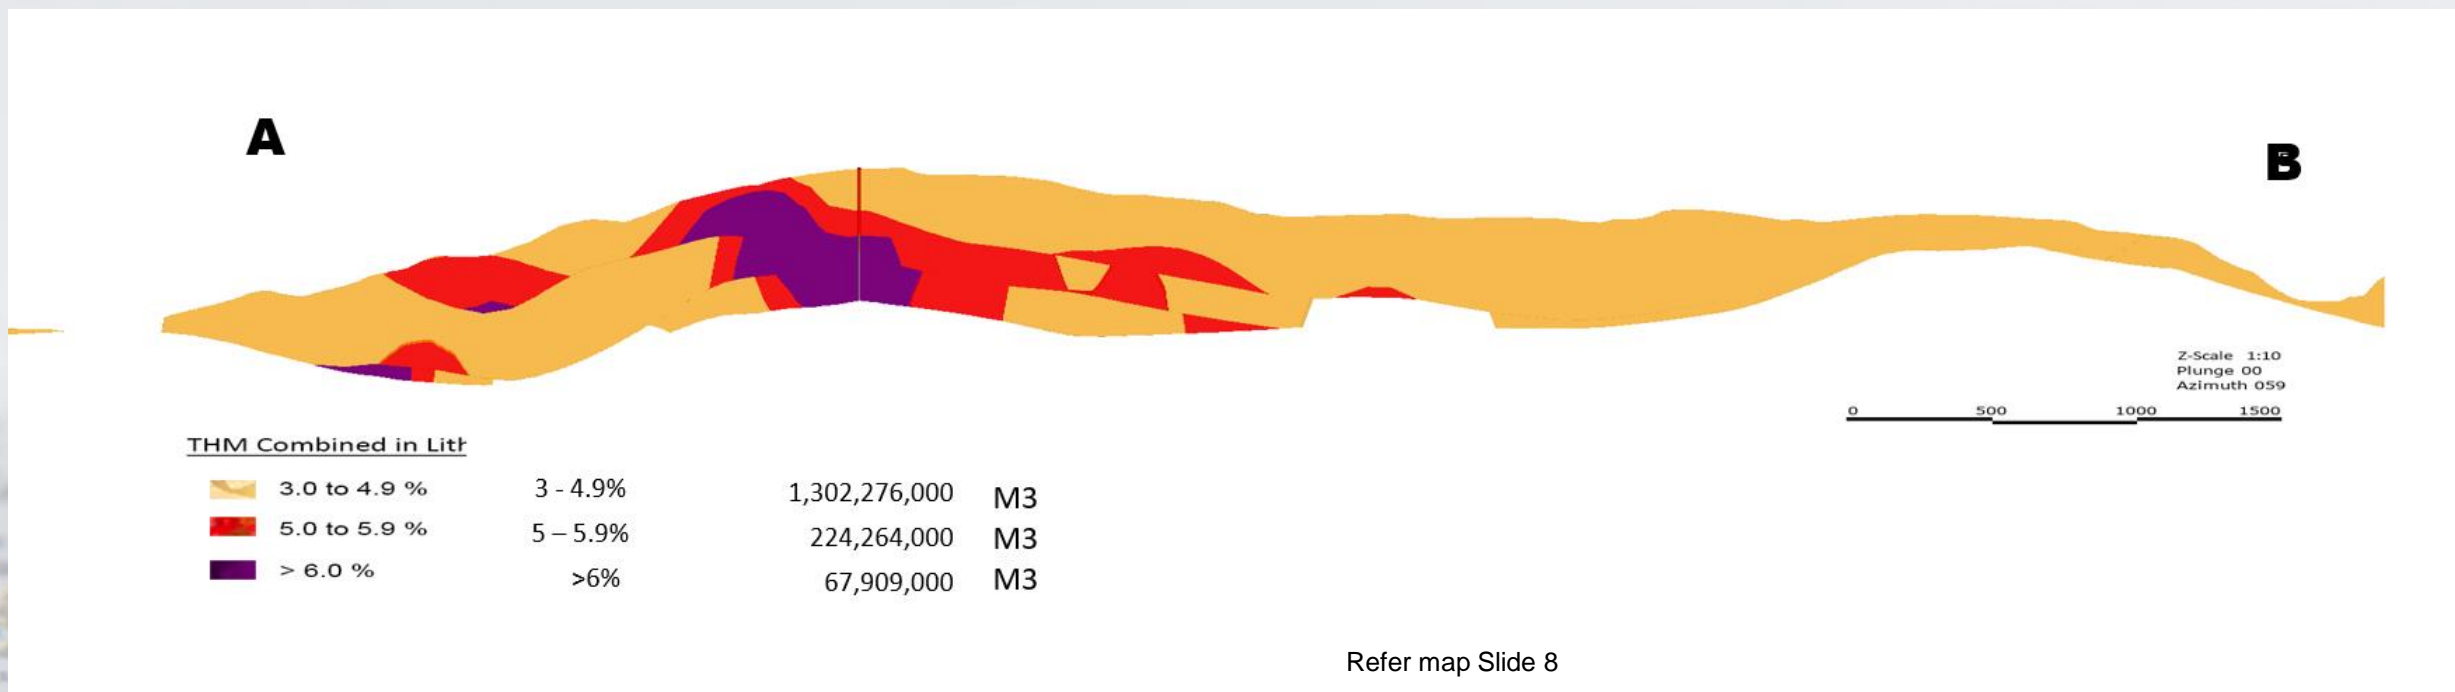 A
B
Z-Scale 1:10
Plunge 00
Azimuth 059
0 500 1000 1500
THM Combined in Lith
3.0 to 4.9 % 3 - 4.9% 1,302,276,000 M3
5.0 to 5.9 % 5 – 5.9% 224,264,000 M3
> 6.0 % >6% 67,909,000 M3
Refer map Slide 8